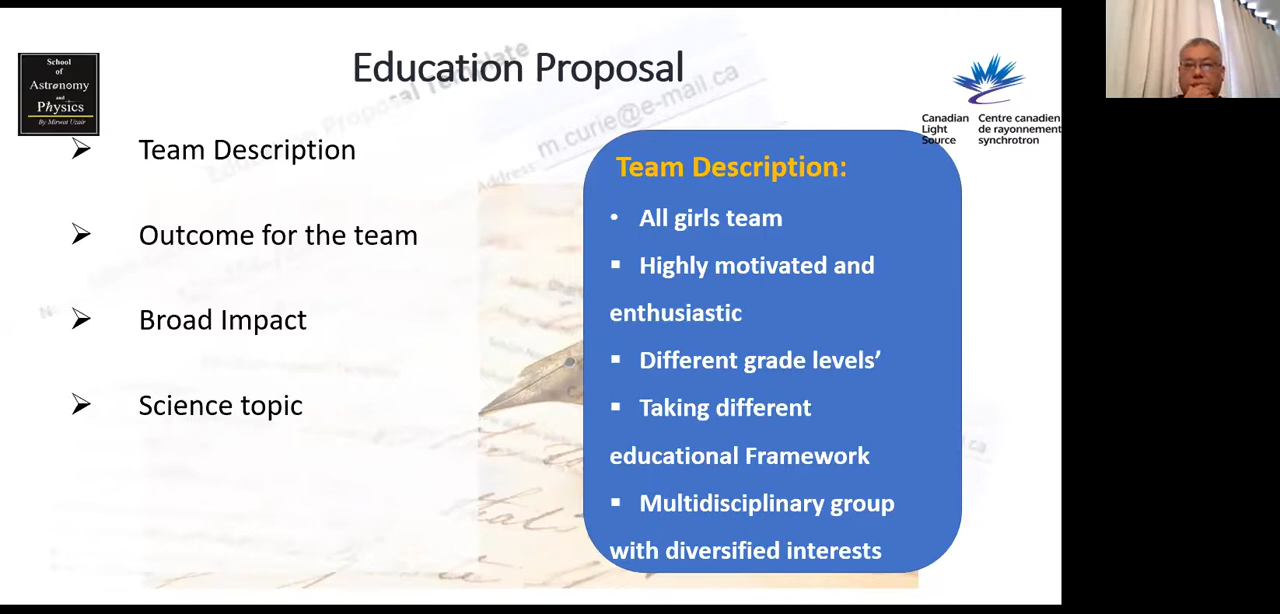 Education Proposal
School
of
Astronomy
and
Physics
By Mirwat Uzair
Canadian Light Source
Centre canadien de rayonnement synchrotron
Education Proposal Template
m.curie@e-mail.ca
Address:
➢ Team Description
➢ Outcome for the team
➢ Broad Impact
➢ Science topic
Team Description:
• All girls team
▪ Highly motivated and
enthusiastic
▪ Different grade levels’
▪ Taking different
educational Framework
▪ Multidisciplinary group
with diversified interests